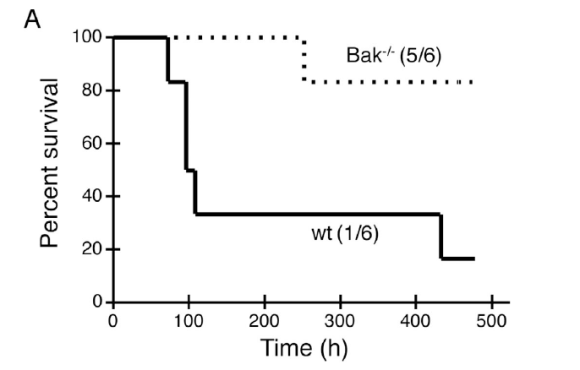 A
100
80
60
40
20
0
Percent survival
Bak-/- (5/6)
wt (1/6)
0 100 200 300 400 500
Time (h)